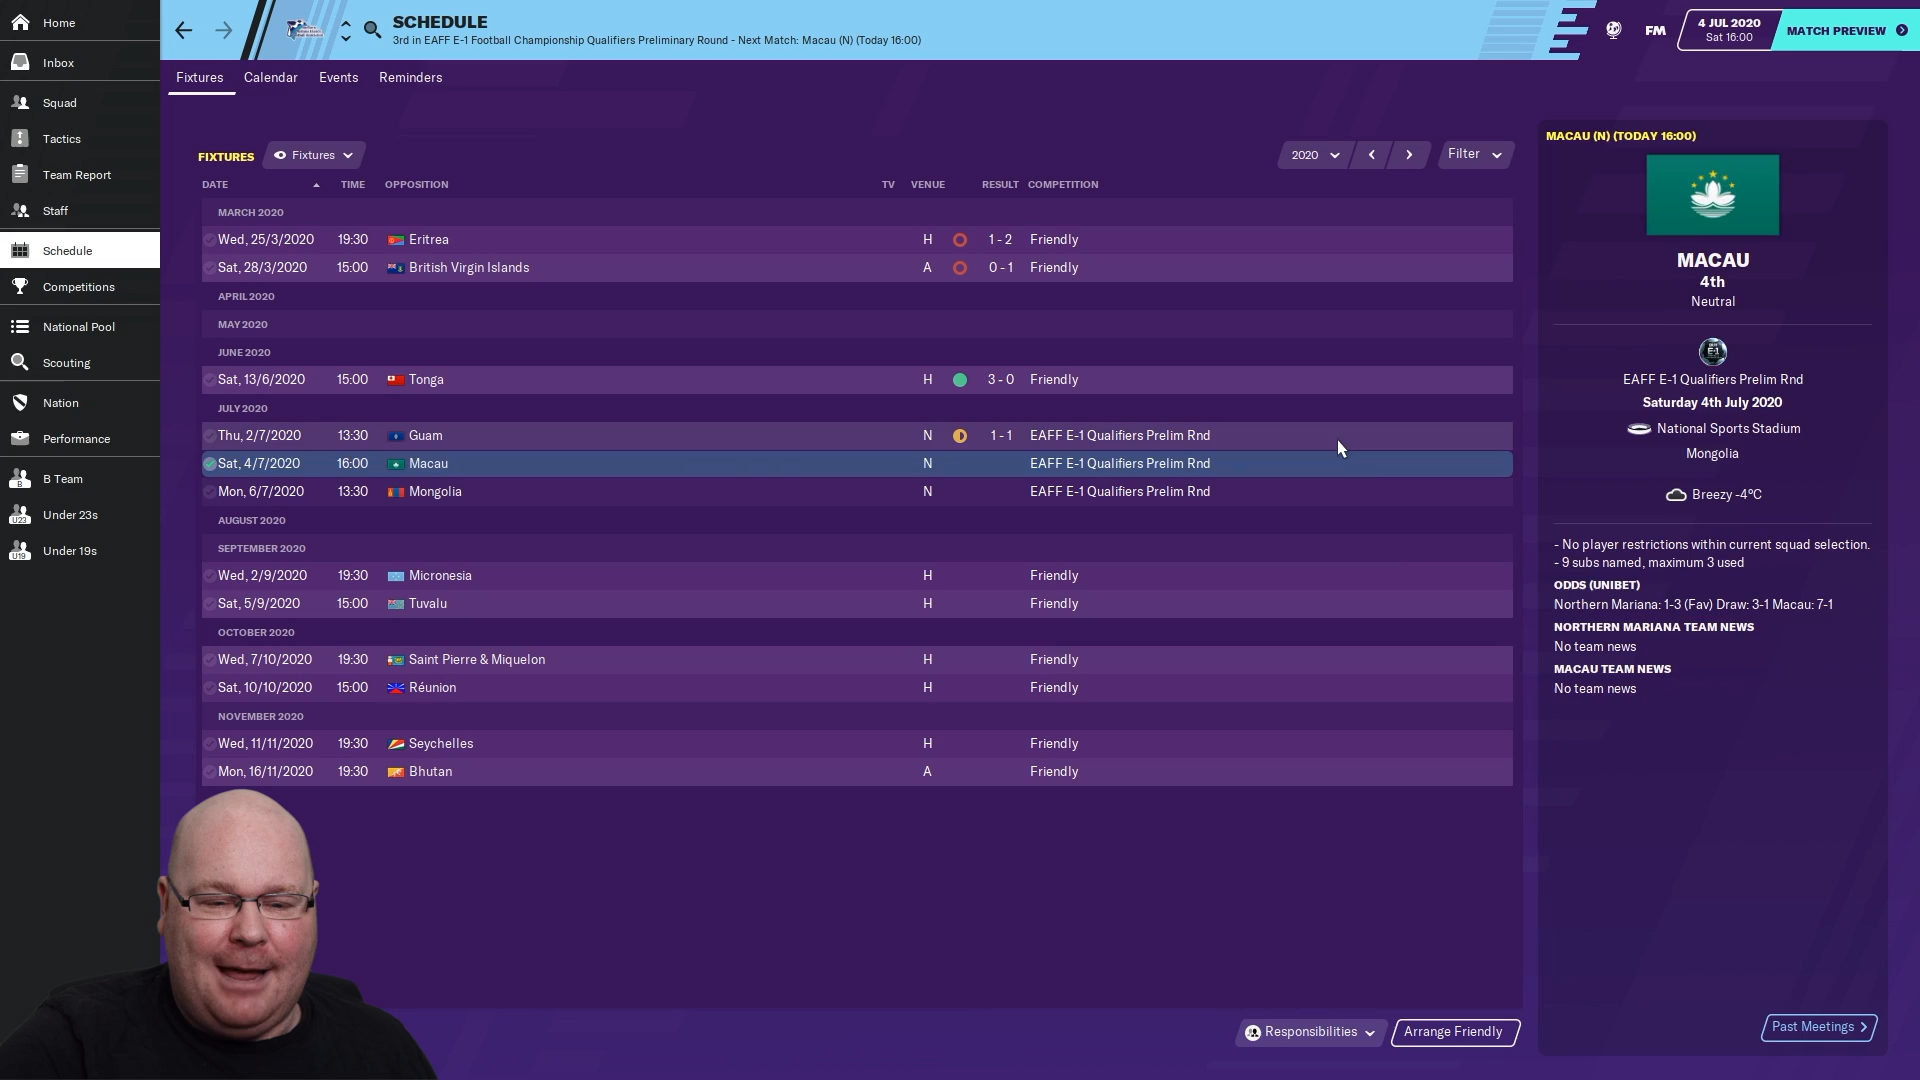 Home
Inbox
Squad
Tactics
Team Report
Staff
Schedule
Competitions
National Pool
Scouting
Nation
Performance
B
B Team
U23
Under 23s
U19
Under 19s
SCHEDULE
3rd in EAFF E-1 Football Championship Qualifiers Preliminary Round - Next Match: Macau (N) (Today 16:00)
FM
4 JUL 2020
Sat 16:00
MATCH PREVIEW
Fixtures Calendar Events Reminders
FIXTURES Fixtures 2020 Filter
DATE TIME OPPOSITION TV VENUE RESULT COMPETITION
MARCH 2020
Wed, 25/3/2020 19:30 Eritrea H 1 - 2 Friendly
Sat, 28/3/2020 15:00 British Virgin Islands A 0 - 1 Friendly
APRIL 2020
MAY 2020
JUNE 2020
Sat, 13/6/2020 15:00 Tonga H 3 - 0 Friendly
JULY 2020
Thu, 2/7/2020 13:30 Guam N 1 - 1 EAFF E-1 Qualifiers Prelim Rnd
Sat, 4/7/2020 16:00 Macau N EAFF E-1 Qualifiers Prelim Rnd
Mon, 6/7/2020 13:30 Mongolia N EAFF E-1 Qualifiers Prelim Rnd
AUGUST 2020
SEPTEMBER 2020
Wed, 2/9/2020 19:30 Micronesia H Friendly
Sat, 5/9/2020 15:00 Tuvalu H Friendly
OCTOBER 2020
Wed, 7/10/2020 19:30 Saint Pierre & Miquelon H Friendly
Sat, 10/10/2020 15:00 Réunion H Friendly
NOVEMBER 2020
Wed, 11/11/2020 19:30 Seychelles H Friendly
Mon, 16/11/2020 19:30 Bhutan A Friendly
Responsibilities Arrange Friendly
MACAU (N) (TODAY 16:00)
MACAU
4th
Neutral
E-1
EAFF E-1 Qualifiers Prelim Rnd
Saturday 4th July 2020
National Sports Stadium
Mongolia
Breezy -4°C
- No player restrictions within current squad selection.
- 9 subs named, maximum 3 used
ODDS (UNIBET)
Northern Mariana: 1-3 (Fav) Draw: 3-1 Macau: 7-1
NORTHERN MARIANA TEAM NEWS
No team news
MACAU TEAM NEWS
No team news
Past Meetings